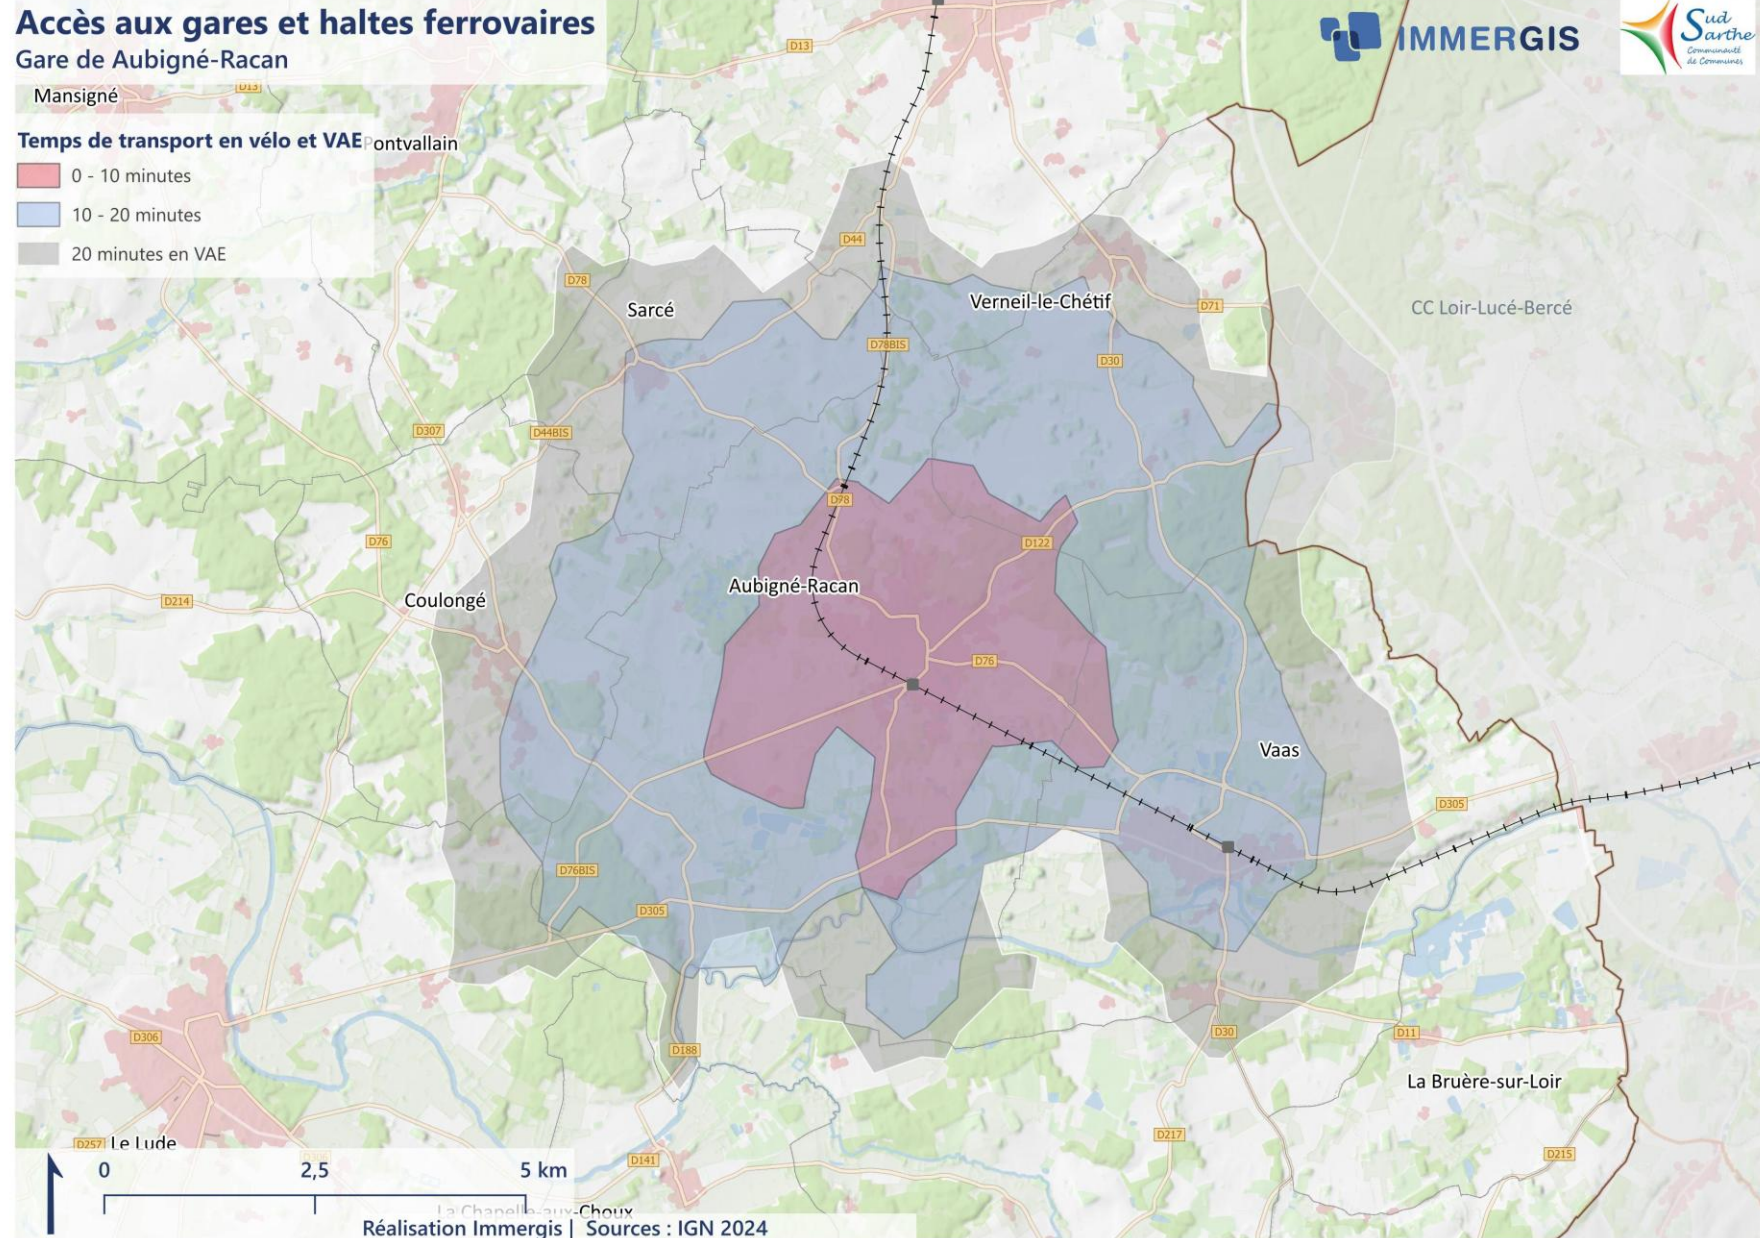 Accès aux gares et haltes ferrovaires
Gare de Aubigné-Racan
IMMERGIS
Sud
Sarthe
Communauté
de Communes
D13
D13
Mansigné
Temps de transport en vélo et VAE
Pontvallain
0 - 10 minutes
10 - 20 minutes
20 minutes en VAE
D44
D78
Sarcé
Verneil-le-Chétif
D71
CC Loir-Lucé-Bercé
D78BIS
D30
D307
D44BIS
D78
D76
D122
Aubigné-Racan
D214
Coulongé
D76
Vaas
D305
D76BIS
D305
D306
D188
D30
D11
La Bruère-sur-Loir
D217
D257
Le Lude
D306
D141
D215
0 2,5 5 km
La Chapelle-aux-Choux
Réalisation Immergis | Sources : IGN 2024